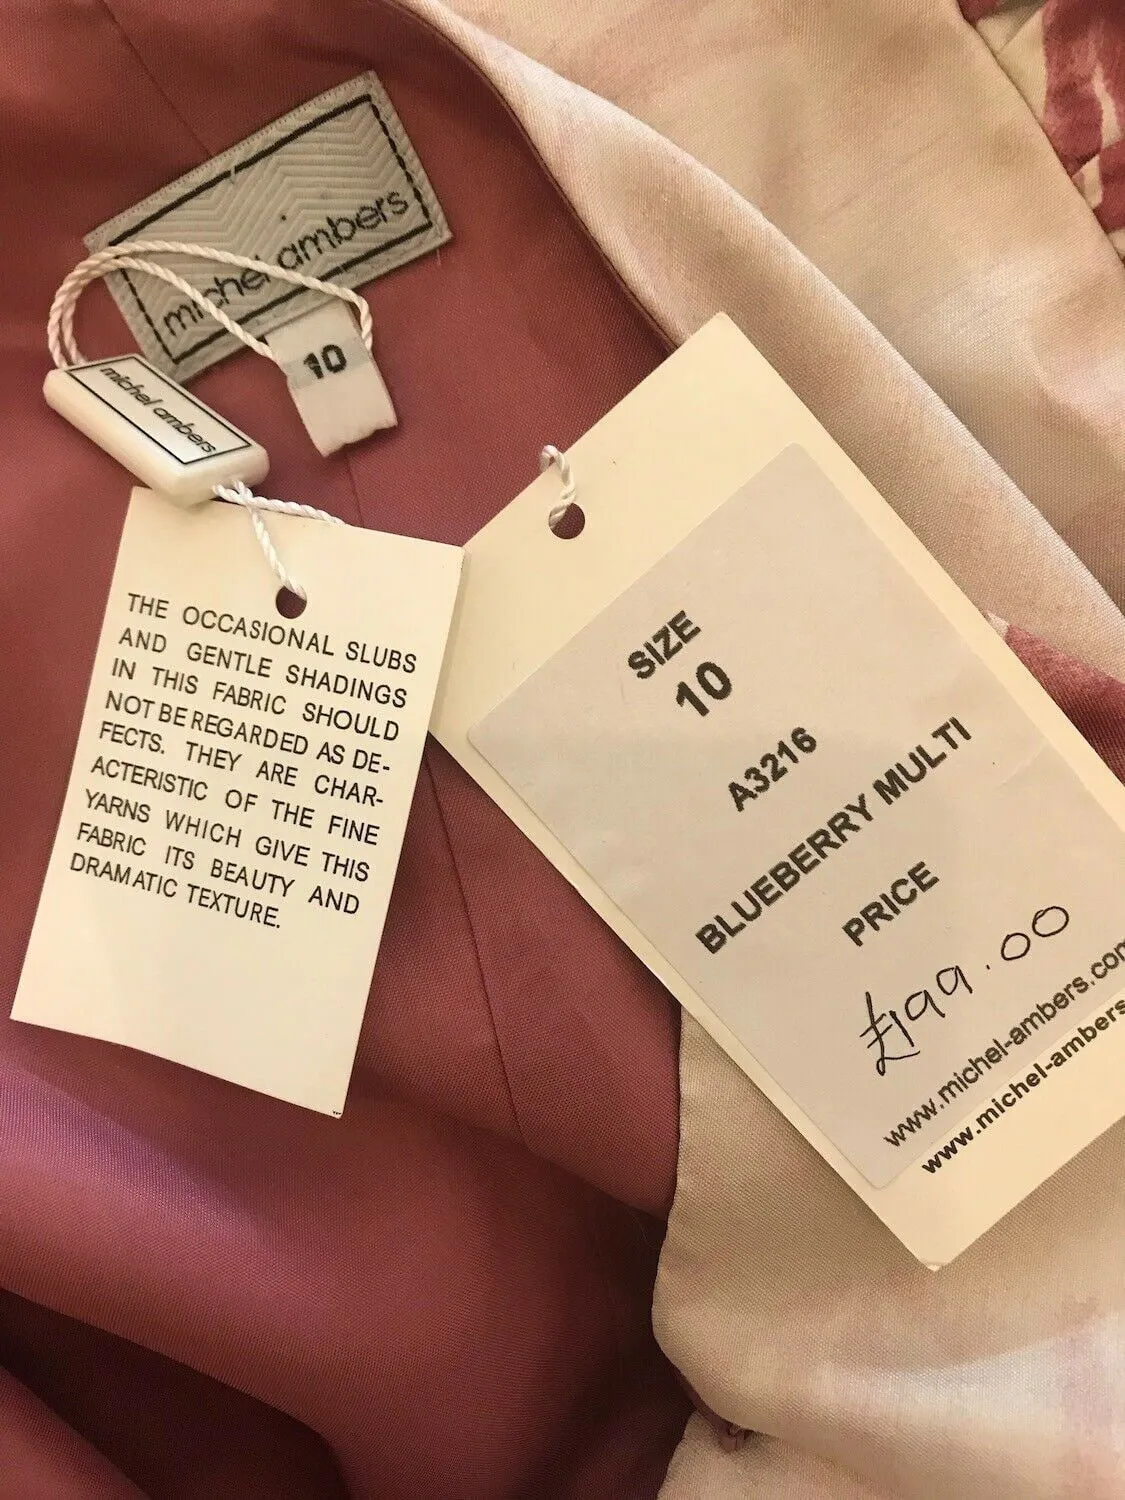 michel ambers
10
michel ambers
THE OCCASIONAL SLUBS
AND GENTLE SHADINGS
IN THIS FABRIC SHOULD
NOT BE REGARDED AS DE-
FECTS. THEY ARE CHAR-
ACTERISTIC OF THE FINE
YARNS WHICH GIVE THIS
FABRIC ITS BEAUTY AND
DRAMATIC TEXTURE.
SIZE
10
A3216
BLUEBERRY MULTI
PRICE
£199.00
www.michel-ambers.com
www.michel-ambers